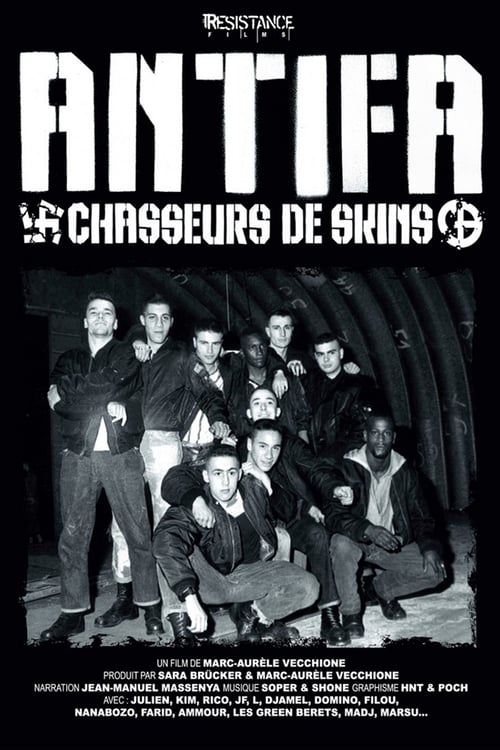 RESISTANCE
FILMS
ANTIFA
CHASSEURS DE SKINS
UN FILM DE MARC-AURÈLE VECCHIONE
PRODUIT PAR SARA BRÜCKER & MARC-AURÈLE VECCHIONE
NARRATION JEAN-MANUEL MASSENYA MUSIQUE SOPER & SHONE GRAPHISME HNT & POCH
AVEC : JULIEN, KIM, RICO, JF, L, DJAMEL, DOMINO, FILOU,
NANABOZO, FARID, AMMOUR, LES GREEN BERETS, MADJ, MARSU...